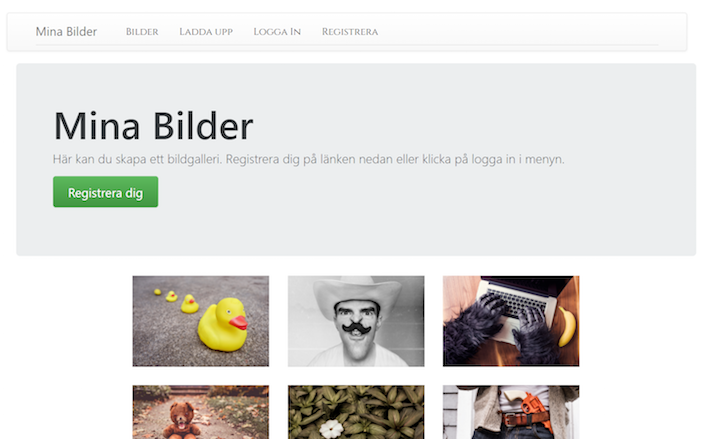 Mina Bilder Bilder Ladda upp Logga In Registrera
Mina Bilder
Här kan du skapa ett bildgalleri. Registrera dig på länken nedan eller klicka på logga in i menyn.
Registrera dig